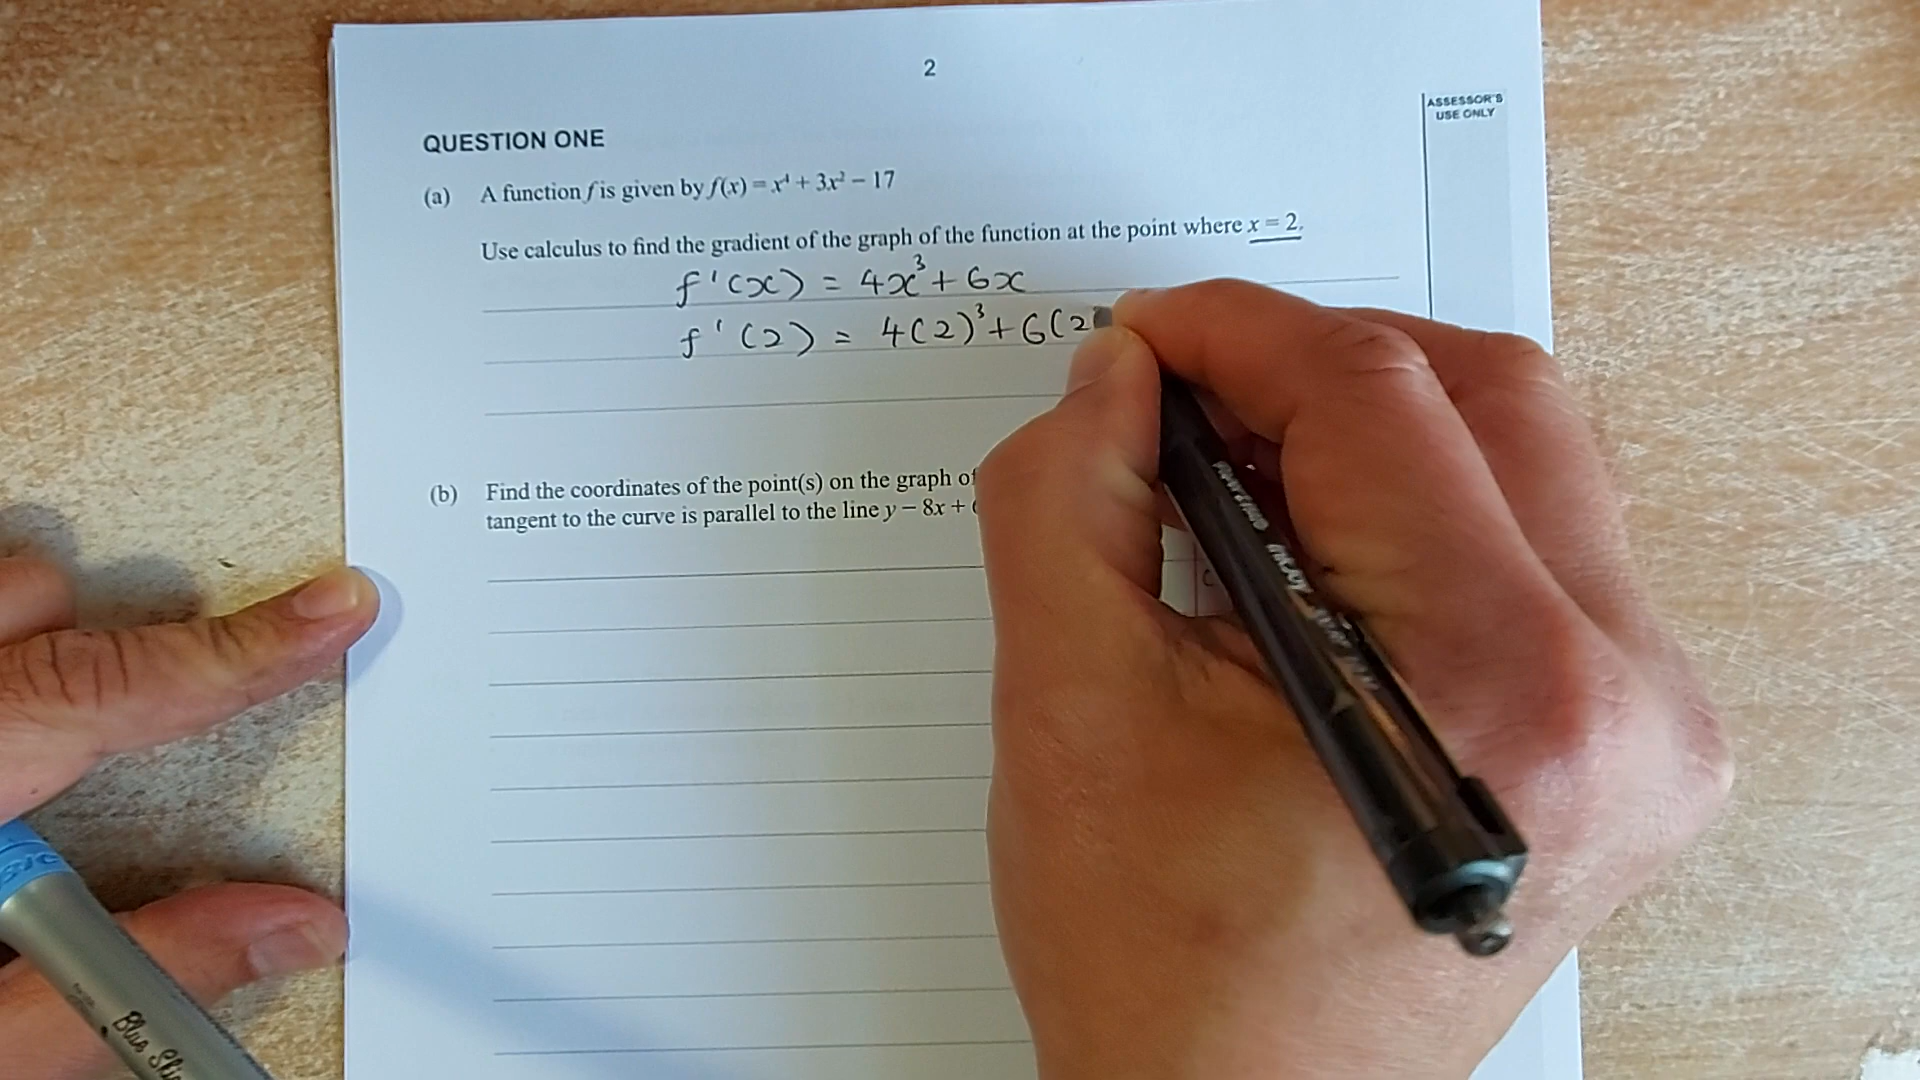 2
ASSESSOR'S
USE ONLY
QUESTION ONE
(a) A function f is given by f(x) = x⁴ + 3x² – 17
Use calculus to find the gradient of the graph of the function at the point where x = 2.
f'(x) = 4x³ + 6x
f'(2) = 4(2)³ + 6(2
(b) Find the coordinates of the point(s) on the graph of
tangent to the curve is parallel to the line y – 8x +
Blue